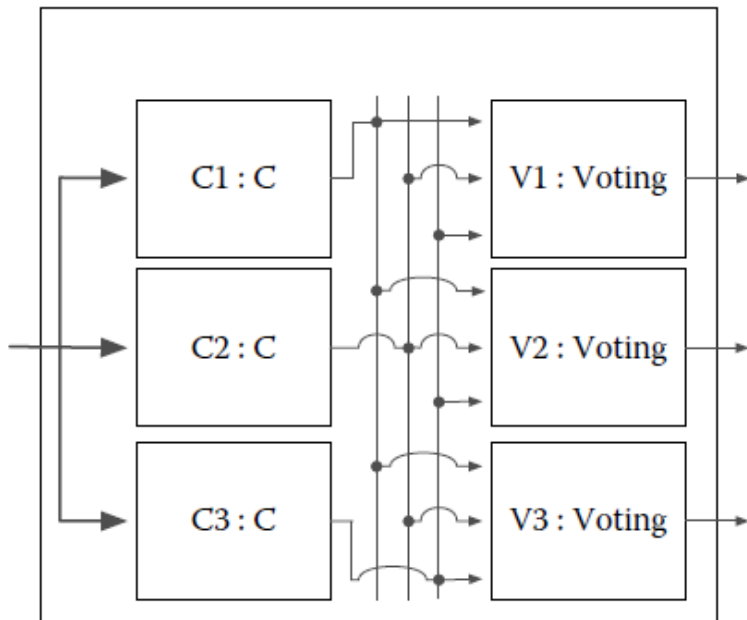 C1 : C
V1 : Voting
C2 : C
V2 : Voting
C3 : C
V3 : Voting